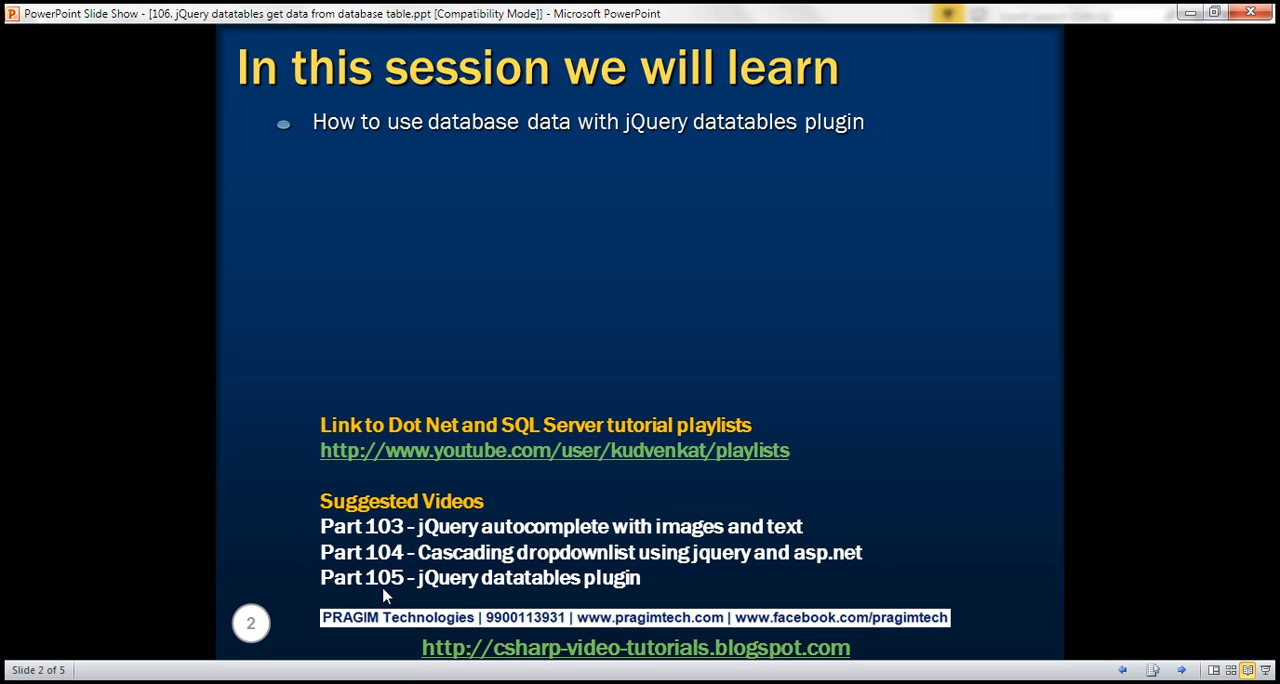 PowerPoint Slide Show - [106. jQuery datatables get data from database table.ppt [Compatibility Mode]] - Microsoft PowerPoint
In this session we will learn
How to use database data with jQuery datatables plugin
Link to Dot Net and SQL Server tutorial playlists
http://www.youtube.com/user/kudvenkat/playlists
Suggested Videos
Part 103 - jQuery autocomplete with images and text
Part 104 - Cascading dropdownlist using jquery and asp.net
Part 105 - jQuery datatables plugin
2
PRAGIM Technologies | 9900113931 | www.pragimtech.com | www.facebook.com/pragimtech
http://csharp-video-tutorials.blogspot.com
Slide 2 of 5